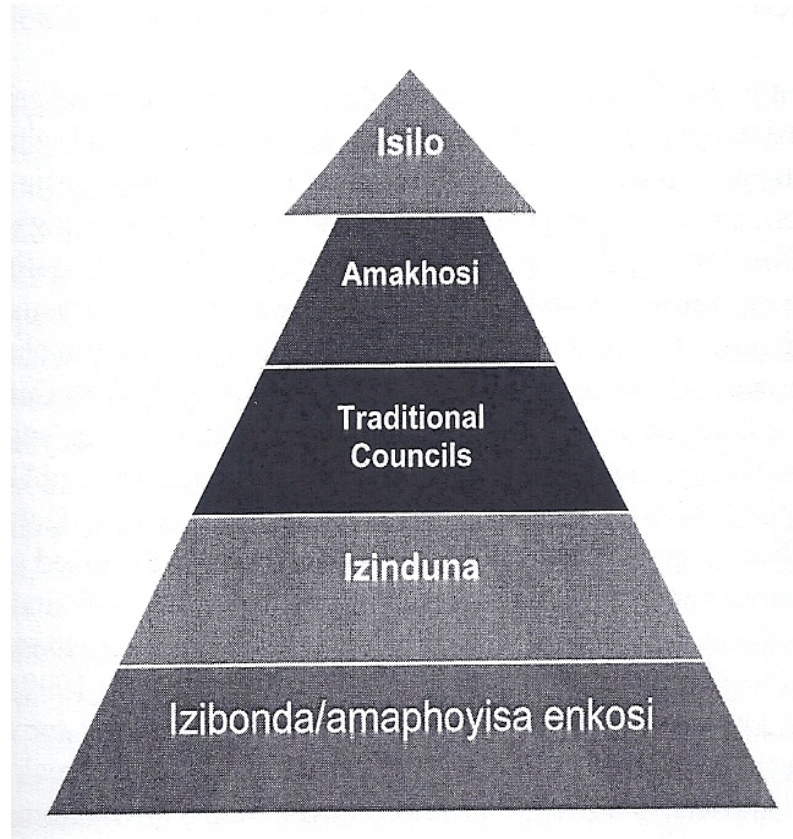 Isilo
Amakhosi
Traditional
Councils
Izinduna
Izibonda/amaphoyisa enkosi